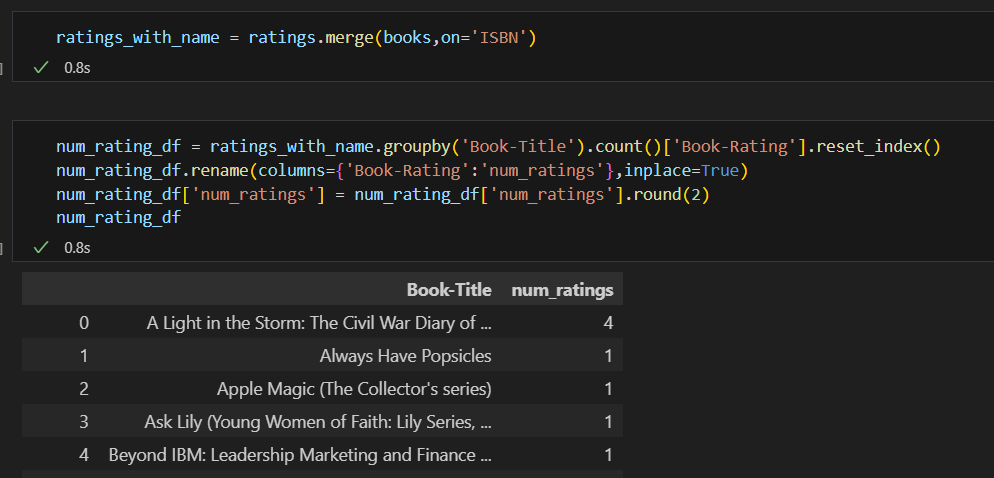 ratings_with_name = ratings.merge(books,on='ISBN')
] ✓ 0.8s
num_rating_df = ratings_with_name.groupby('Book-Title').count()['Book-Rating'].reset_index()
num_rating_df.rename(columns={'Book-Rating':'num_ratings'},inplace=True)
num_rating_df['num_ratings'] = num_rating_df['num_ratings'].round(2)
num_rating_df
] ✓ 0.8s
Book-Title num_ratings
0 A Light in the Storm: The Civil War Diary of ... 4
1 Always Have Popsicles 1
2 Apple Magic (The Collector's series) 1
3 Ask Lily (Young Women of Faith: Lily Series, ... 1
4 Beyond IBM: Leadership Marketing and Finance ... 1